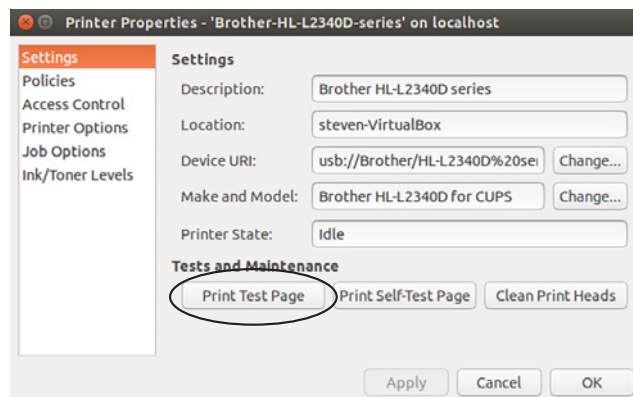 Printer Properties - 'Brother-HL-L2340D-series' on localhost
Settings
Policies
Access Control
Printer Options
Job Options
Ink/Toner Levels
Settings
Description: Brother HL-L2340D series
Location: steven-VirtualBox
Device URI: usb://Brother/HL-L2340D%20se Change...
Make and Model: Brother HL-L2340D for CUPS Change...
Printer State: Idle
Tests and Maintenance
Print Test Page Print Self-Test Page Clean Print Heads
Apply Cancel OK